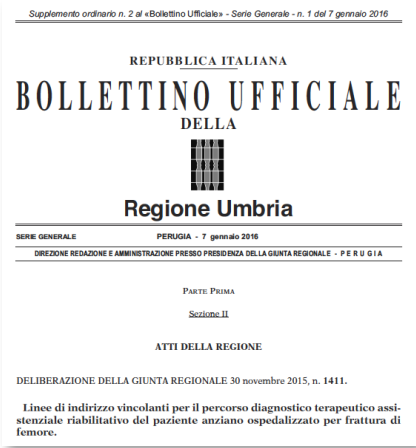 Supplemento ordinario n. 2 al «Bollettino Ufficiale» - Serie Generale - n. 1 del 7 gennaio 2016
REPUBBLICA ITALIANA
BOLLETTINO UFFICIALE
DELLA
Regione Umbria
SERIE GENERALE PERUGIA - 7 gennaio 2016
DIREZIONE REDAZIONE E AMMINISTRAZIONE PRESSO PRESIDENZA DELLA GIUNTA REGIONALE - P E R U G I A
PARTE PRIMA
Sezione II
ATTI DELLA REGIONE
DELIBERAZIONE DELLA GIUNTA REGIONALE 30 novembre 2015, n. 1411.
Linee di indirizzo vincolanti per il percorso diagnostico terapeutico assi-
stenziale riabilitativo del paziente anziano ospedalizzato per frattura di
femore.